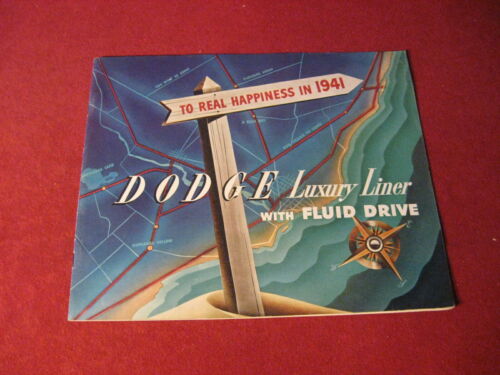 TO REAL HAPPINESS IN 1941
DODGE Luxury Liner
WITH FLUID DRIVE